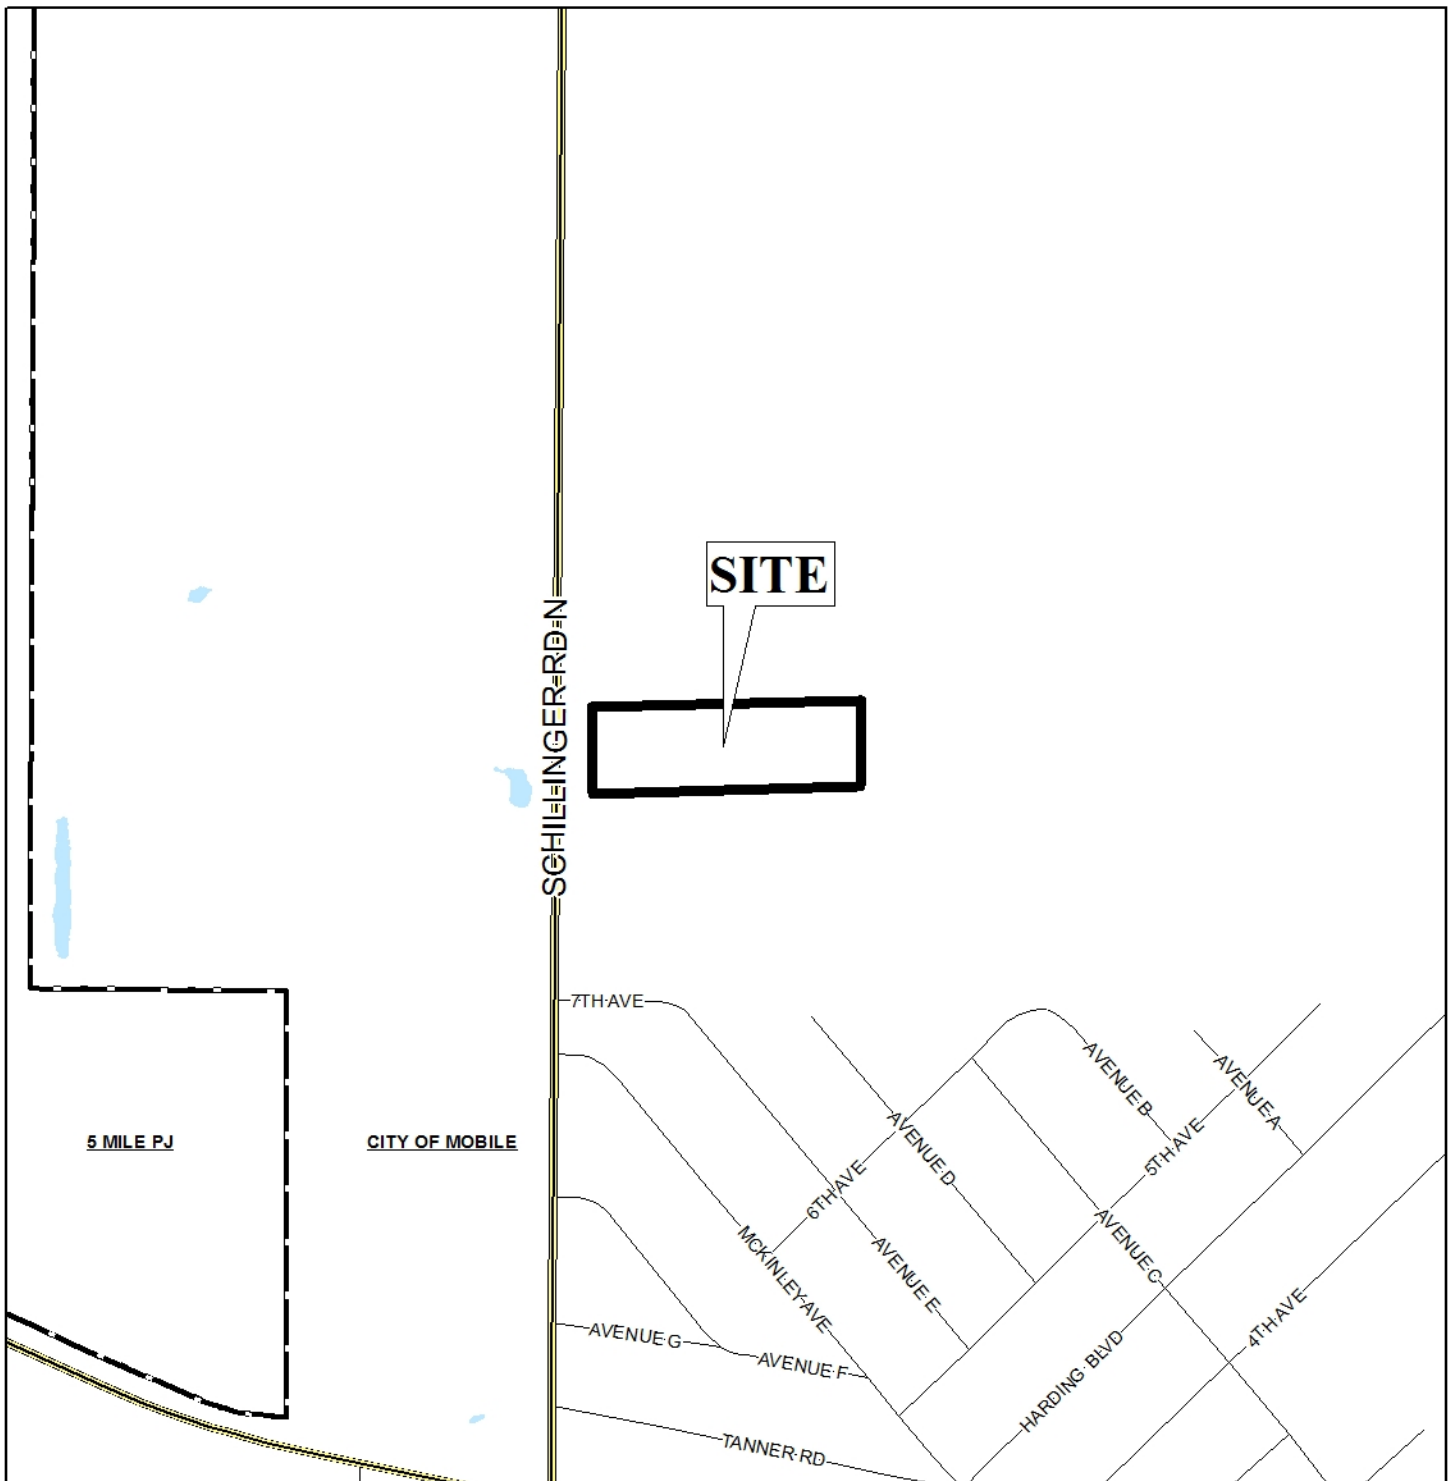 SITE
SCHILLINGER RD N
7TH AVE
AVENUE B
AVENUE A
5 MILE PJ
CITY OF MOBILE
AVENUE D
5TH AVE
6TH AVE
AVENUE C
MCKINLEY AVE
AVENUE E
AVENUE G
AVENUE F
HARDING BLVD
4TH AVE
TANNER RD